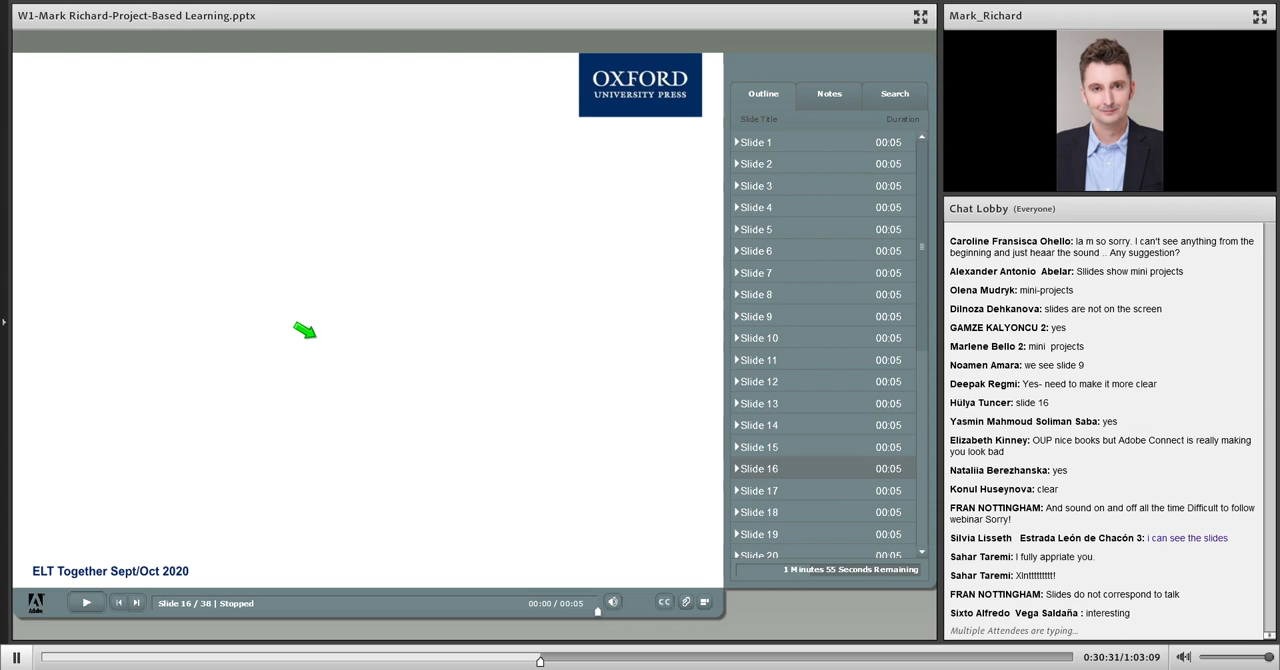 W1-Mark Richard-Project-Based Learning.pptx
OXFORD
UNIVERSITY PRESS
Outline
Notes
Search
Slide Title
Duration
Slide 1 00:05
Slide 2 00:05
Slide 3 00:05
Slide 4 00:05
Slide 5 00:05
Slide 6 00:05
Slide 7 00:05
Slide 8 00:05
Slide 9 00:05
Slide 10 00:05
Slide 11 00:05
Slide 12 00:05
Slide 13 00:05
Slide 14 00:05
Slide 15 00:05
Slide 16 00:05
Slide 17 00:05
Slide 18 00:05
Slide 19 00:05
Slide 20 00:05
1 Minutes 55 Seconds Remaining
ELT Together Sept/Oct 2020
Adobe
Slide 16 / 38 | Stopped
00:00 / 00:05
CC
Mark_Richard
Chat Lobby (Everyone)
Caroline Fransisca Ohello: Ia m so sorry. I can't see anything from the
beginning and just heaar the sound .. Any suggestion?
Alexander Antonio Abelar: Sllides show mini projects
Olena Mudryk: mini-projects
Dilnoza Dehkanova: slides are not on the screen
GAMZE KALYONCU 2: yes
Marlene Bello 2: mini projects
Noamen Amara: we see slide 9
Deepak Regmi: Yes- need to make it more clear
Hülya Tuncer: slide 16
Yasmin Mahmoud Soliman Saba: yes
Elizabeth Kinney: OUP nice books but Adobe Connect is really making
you look bad
Nataliia Berezhanska: yes
Konul Huseynova: clear
FRAN NOTTINGHAM: And sound on and off all the time Difficult to follow
webinar Sorry!
Silvia Lisseth Estrada León de Chacón 3: i can see the slides
Sahar Taremi: I fully appriate you.
Sahar Taremi: Xlnttttttttt!
FRAN NOTTINGHAM: Slides do not correspond to talk
Sixto Alfredo Vega Saldaña : interesting
Multiple Attendees are typing...
0:30:31/1:03:09